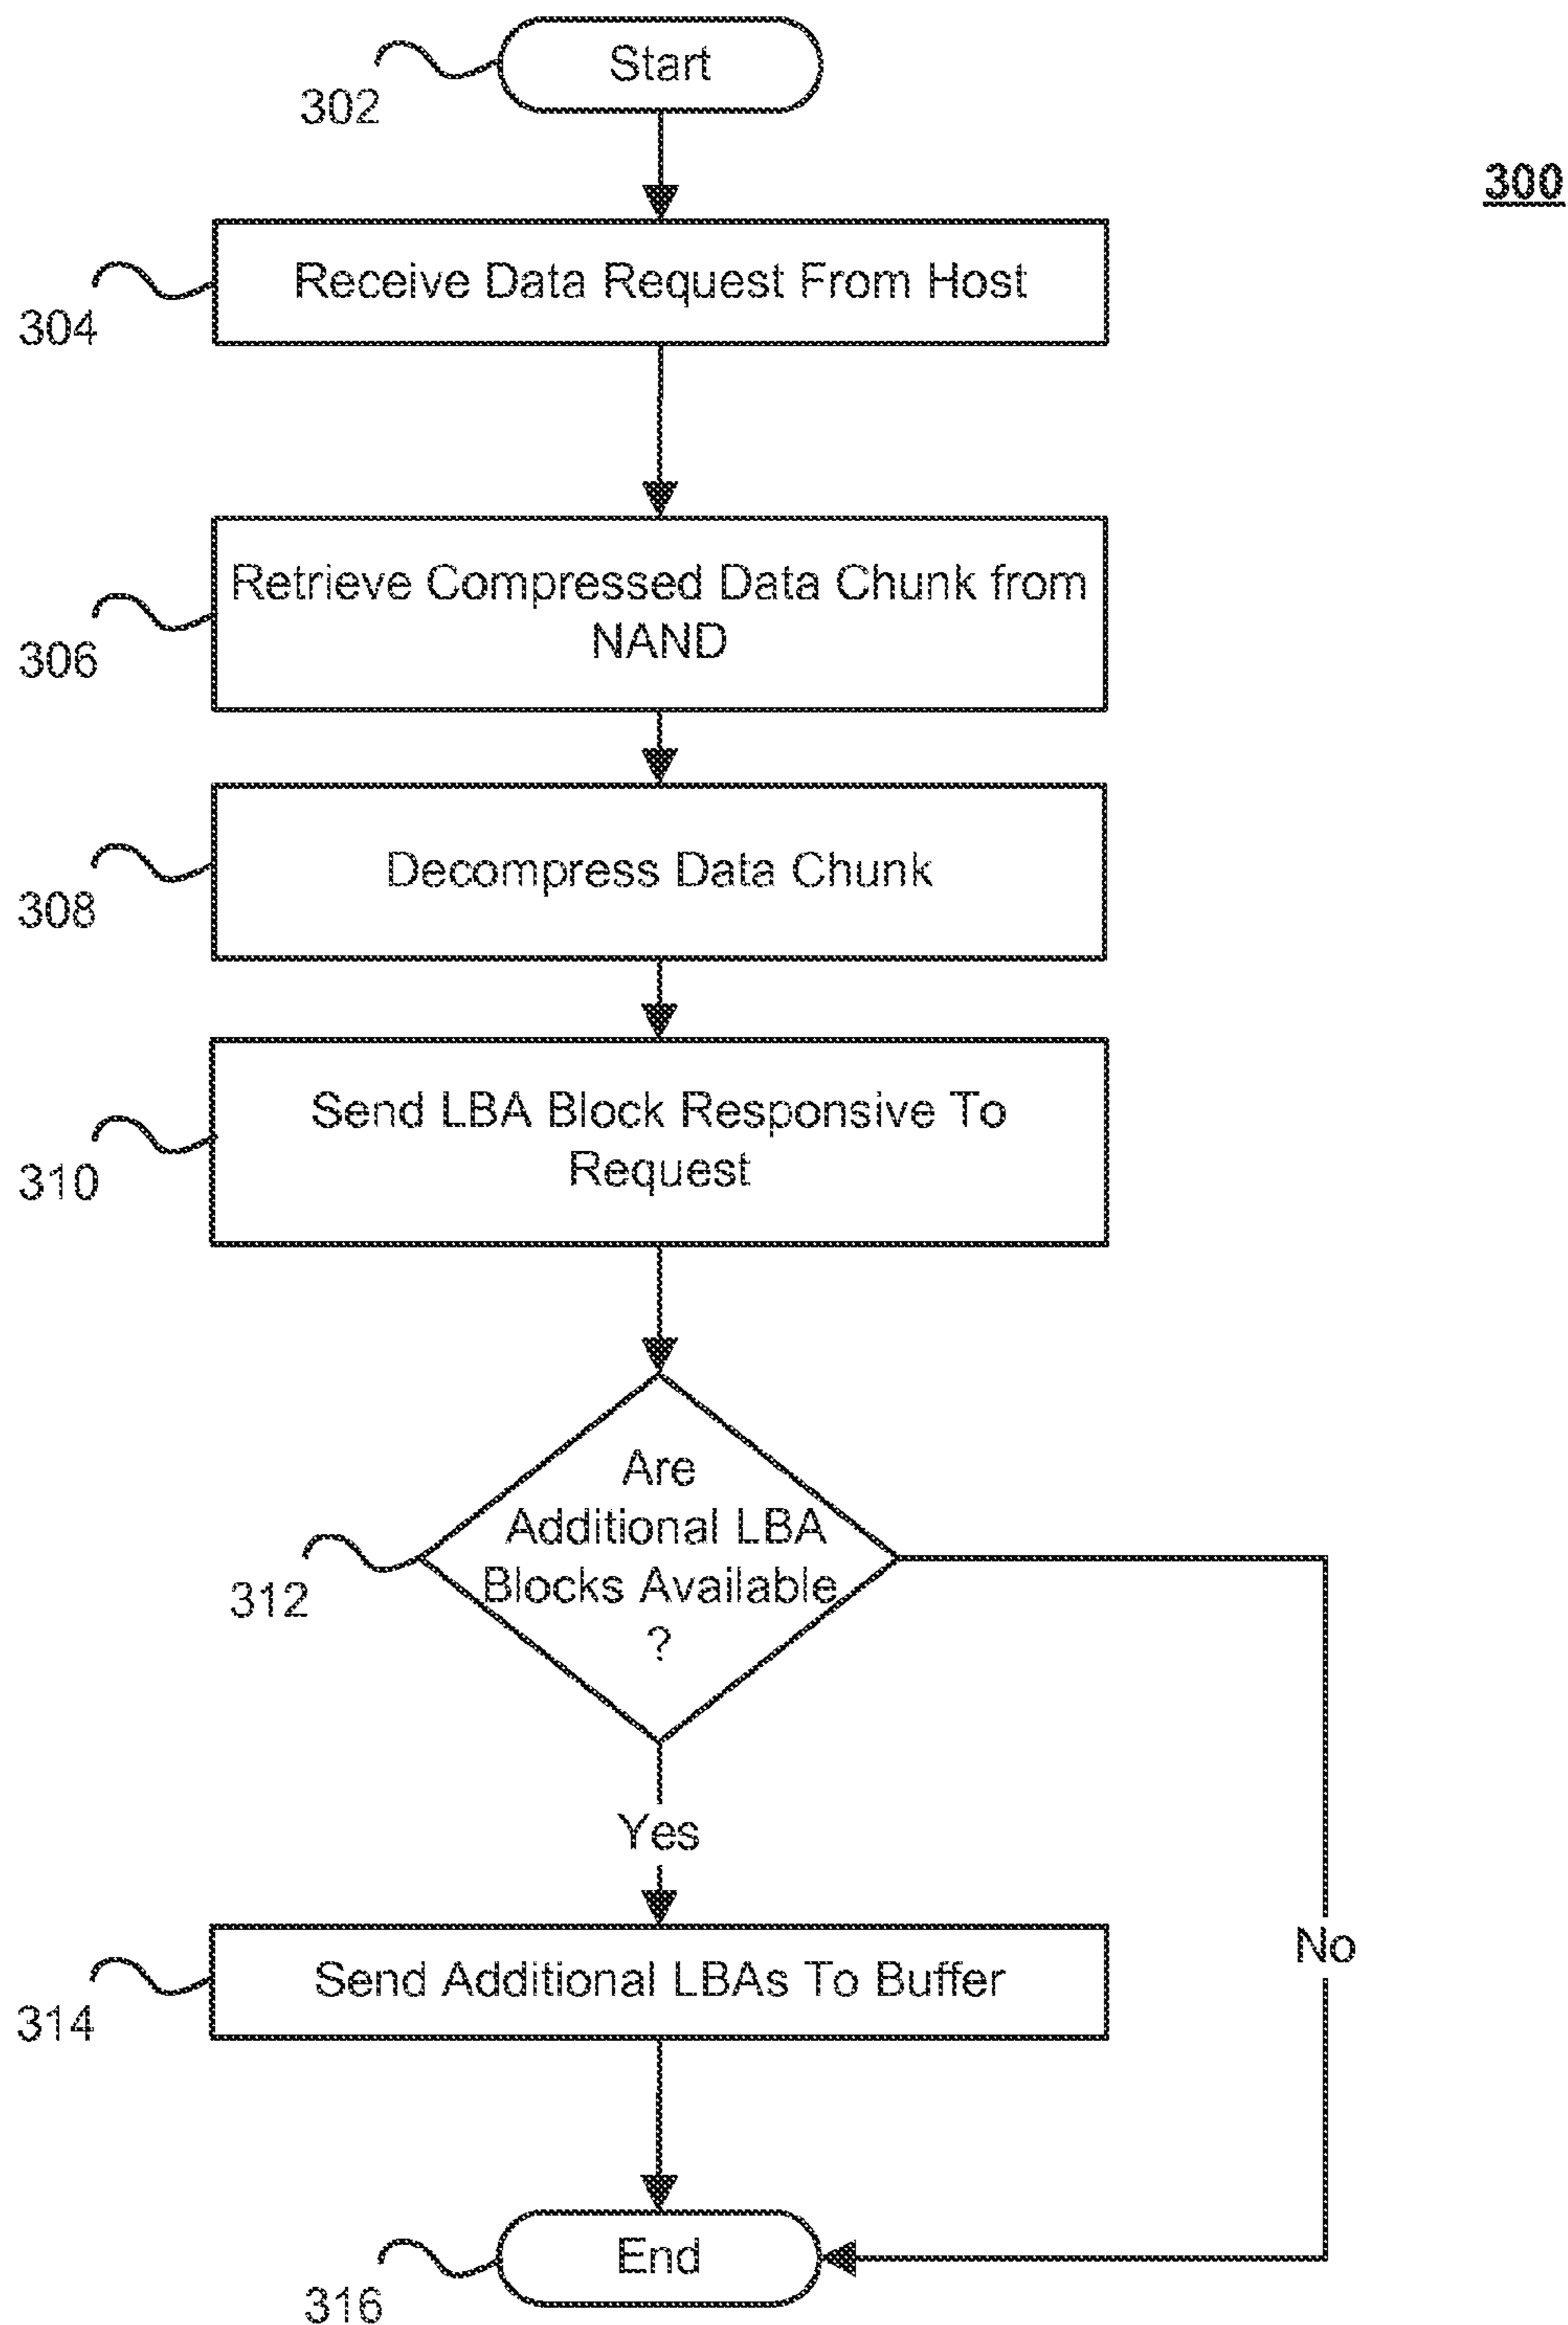 Start
302
300
Receive Data Request From Host
304
Retrieve Compressed Data Chunk from
NAND
306
Decompress Data Chunk
308
Send LBA Block Responsive To
Request
310
Are
Additional LBA
Blocks Available
?
312
Yes
No
Send Additional LBAs To Buffer
314
End
316